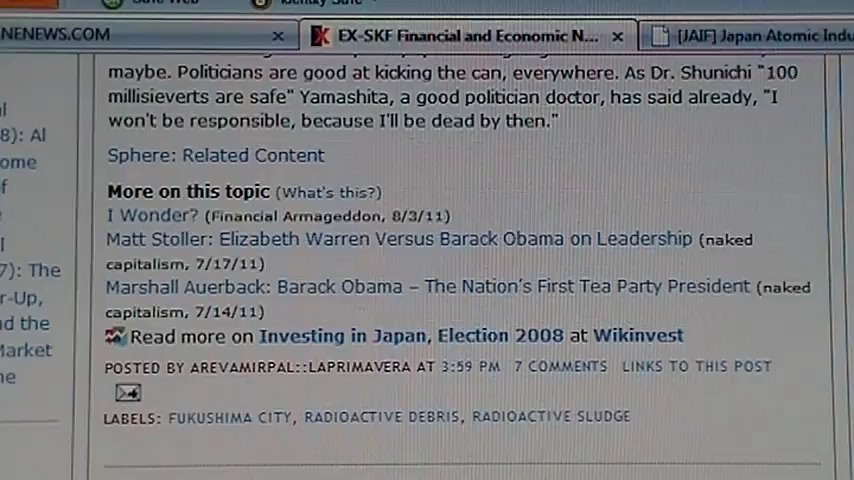 Safe Web
Identity Safe
NENEWS.COM
EX-SKF Financial and Economic N...
[JAIF] Japan Atomic Indu
maybe. Politicians are good at kicking the can, everywhere. As Dr. Shunichi "100
millisieverts are safe" Yamashita, a good politician doctor, has said already, "I
won't be responsible, because I'll be dead by then."
Sphere: Related Content
More on this topic (What's this?)
I Wonder? (Financial Armageddon, 8/3/11)
Matt Stoller: Elizabeth Warren Versus Barack Obama on Leadership (naked
capitalism, 7/17/11)
Marshall Auerback: Barack Obama – The Nation's First Tea Party President (naked
capitalism, 7/14/11)
Read more on Investing in Japan, Election 2008 at Wikinvest
POSTED BY AREVAMIRPAL::LAPRIMAVERA AT 3:59 PM 7 COMMENTS LINKS TO THIS POST
LABELS: FUKUSHIMA CITY, RADIOACTIVE DEBRIS, RADIOACTIVE SLUDGE
l
8): Al
ome
f
l
7): The
r-Up,
d the
Market
ne